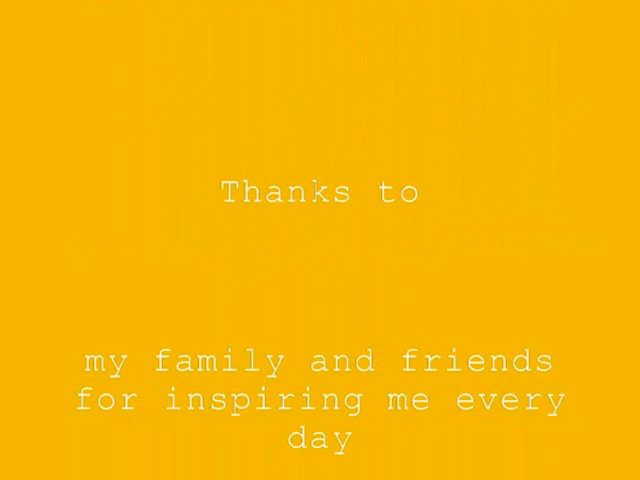 Thanks to
my family and friends
for inspiring me every
day